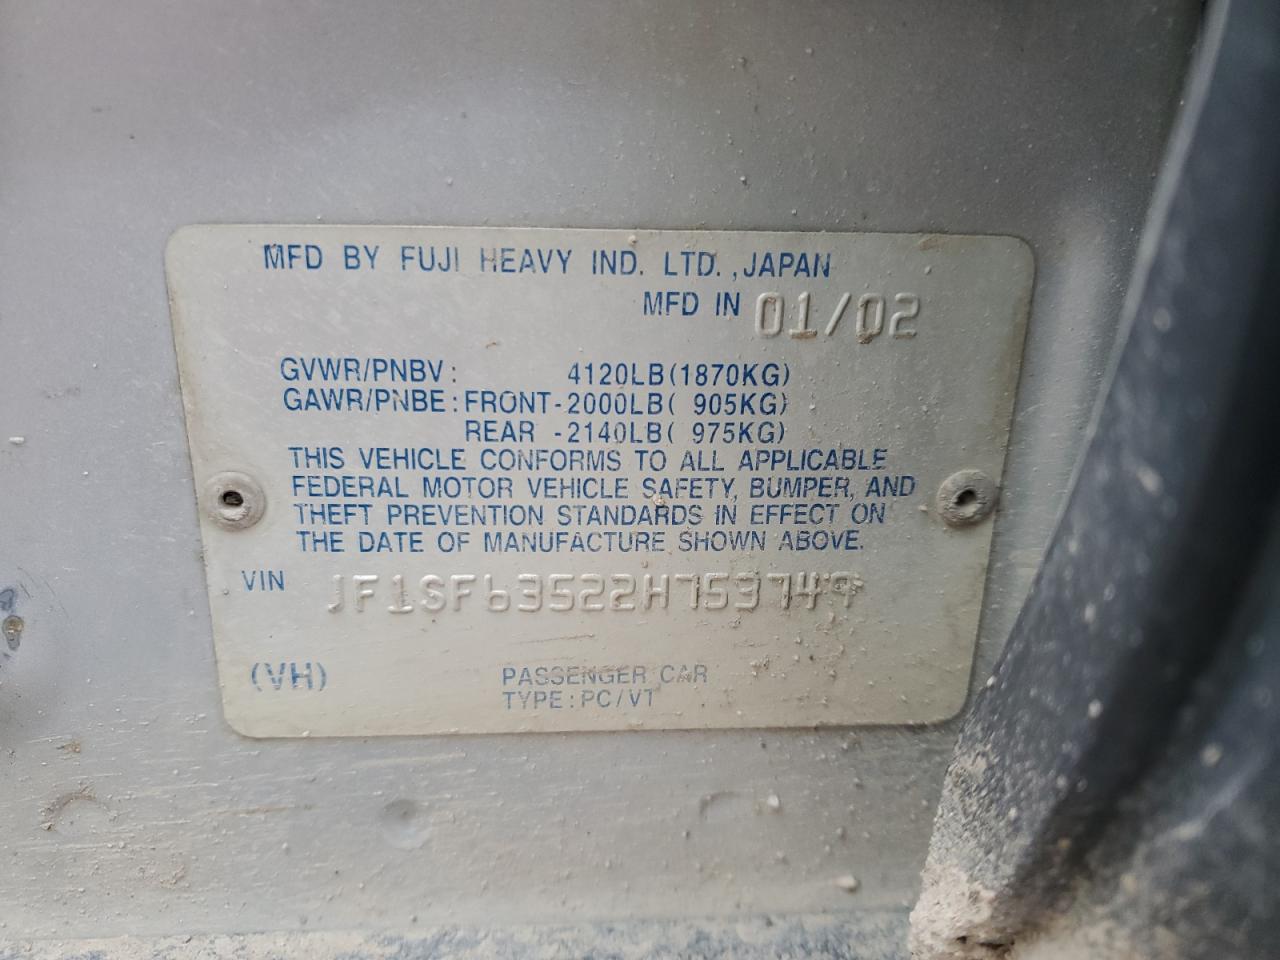 MFD BY FUJI HEAVY IND. LTD., JAPAN
MFD IN 01/02
GVWR/PNBV: 4120LB(1870KG)
GAWR/PNBE: FRONT-2000LB( 905KG)
REAR -2140LB( 975KG)
THIS VEHICLE CONFORMS TO ALL APPLICABLE
FEDERAL MOTOR VEHICLE SAFETY, BUMPER, AND
THEFT PREVENTION STANDARDS IN EFFECT ON
THE DATE OF MANUFACTURE SHOWN ABOVE.
VIN JF1SF63522H753749
(VH) PASSENGER CAR
TYPE: PC/VT